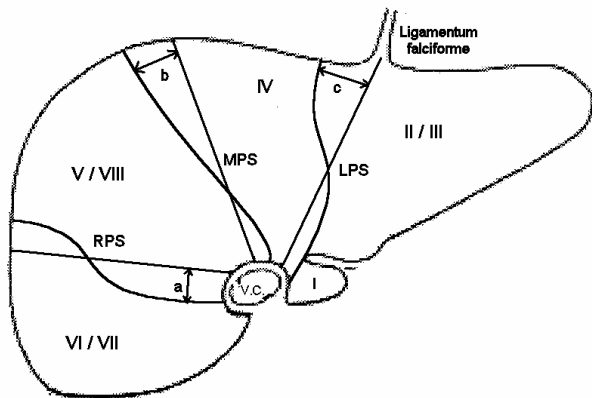 Ligamentum
falciforme
b
c
IV
II / III
MPS
LPS
V / VIII
RPS
a
V.C.
I
VI / VII